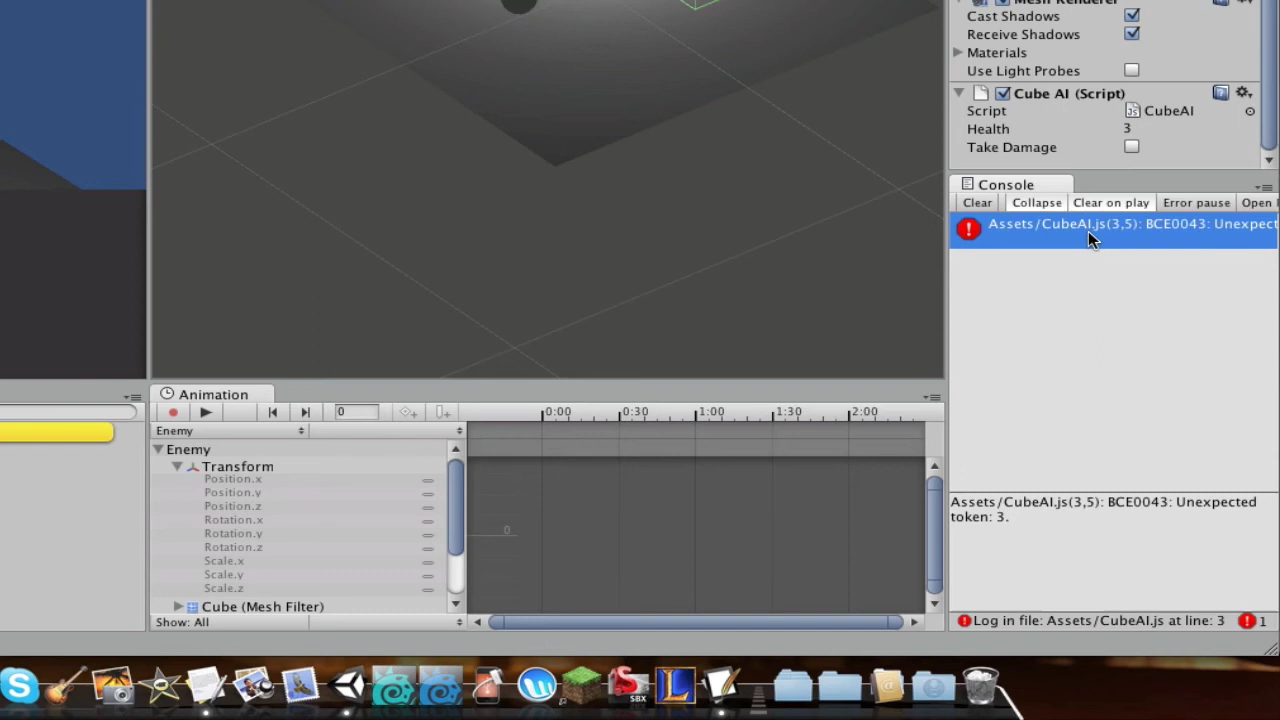 Mesh Renderer
Cast Shadows
Receive Shadows
Materials
Use Light Probes
Cube AI (Script)
Script CubeAI
Health 3
Take Damage
Console
Clear Collapse Clear on play Error pause Open
Assets/CubeAI.js(3,5): BCE0043: Unexpect
Assets/CubeAI.js(3,5): BCE0043: Unexpected
token: 3.
Log in file: Assets/CubeAI.js at line: 3 1
Animation
0 0:00 0:30 1:00 1:30 2:00
Enemy
Enemy
Transform
Position.x
Position.y
Position.z
Rotation.x
0
Rotation.y
Rotation.z
Scale.x
Scale.y
Scale.z
Cube (Mesh Filter)
Show: All
S
SBX
L